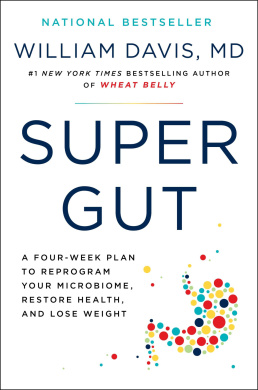 NATIONAL BESTSELLER
WILLIAM DAVIS, MD
#1 NEW YORK TIMES BESTSELLING AUTHOR
OF WHEAT BELLY
SUPER
GUT
A FOUR-WEEK PLAN
TO REPROGRAM
YOUR MICROBIOME,
RESTORE HEALTH,
AND LOSE WEIGHT